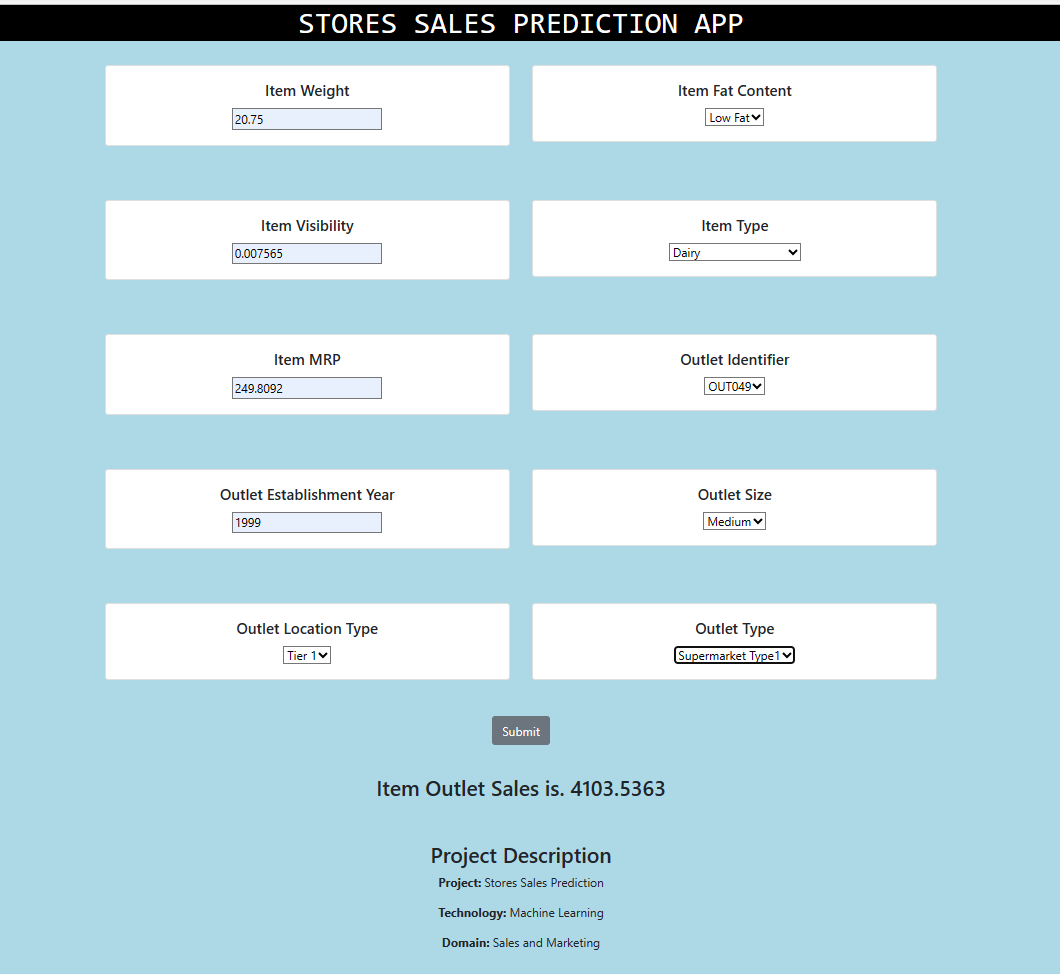 STORES SALES PREDICTION APP
Item Weight
20.75
Item Fat Content
Low Fat
Item Visibility
0.007565
Item Type
Dairy
Item MRP
249.8092
Outlet Identifier
OUT049
Outlet Establishment Year
1999
Outlet Size
Medium
Outlet Location Type
Tier 1
Outlet Type
Supermarket Type1
Submit
Item Outlet Sales is. 4103.5363
Project Description
Project: Stores Sales Prediction
Technology: Machine Learning
Domain: Sales and Marketing